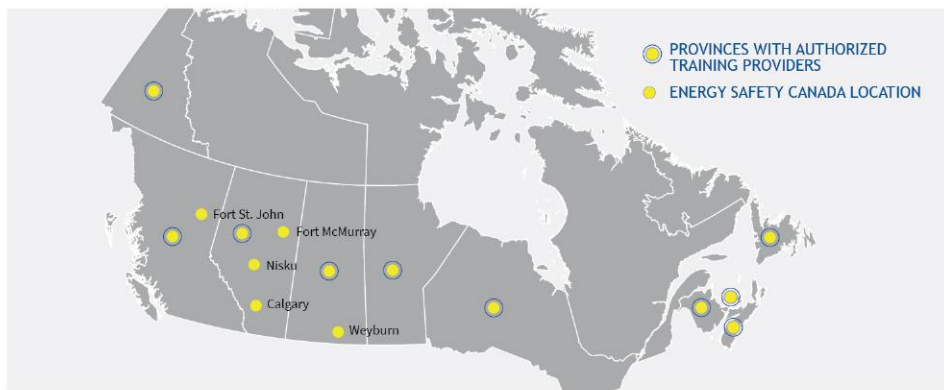 PROVINCES WITH AUTHORIZED
TRAINING PROVIDERS
ENERGY SAFETY CANADA LOCATION
Fort St. John
Fort McMurray
Nisku
Calgary
Weyburn